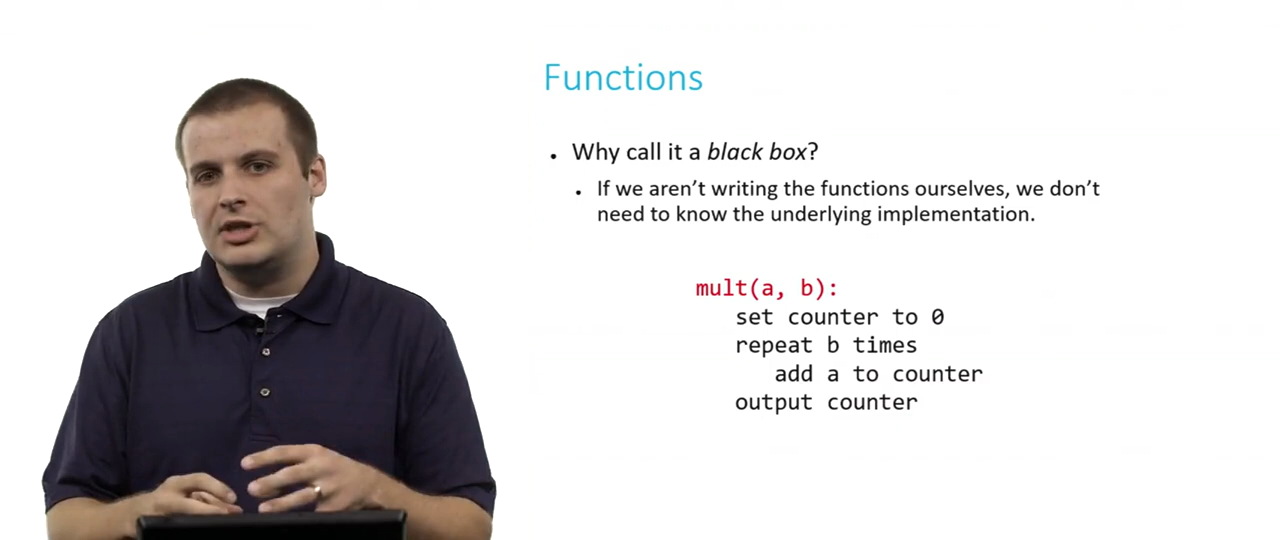 Functions
• Why call it a black box?
• If we aren't writing the functions ourselves, we don't
need to know the underlying implementation.
mult(a, b):
set counter to 0
repeat b times
add a to counter
output counter